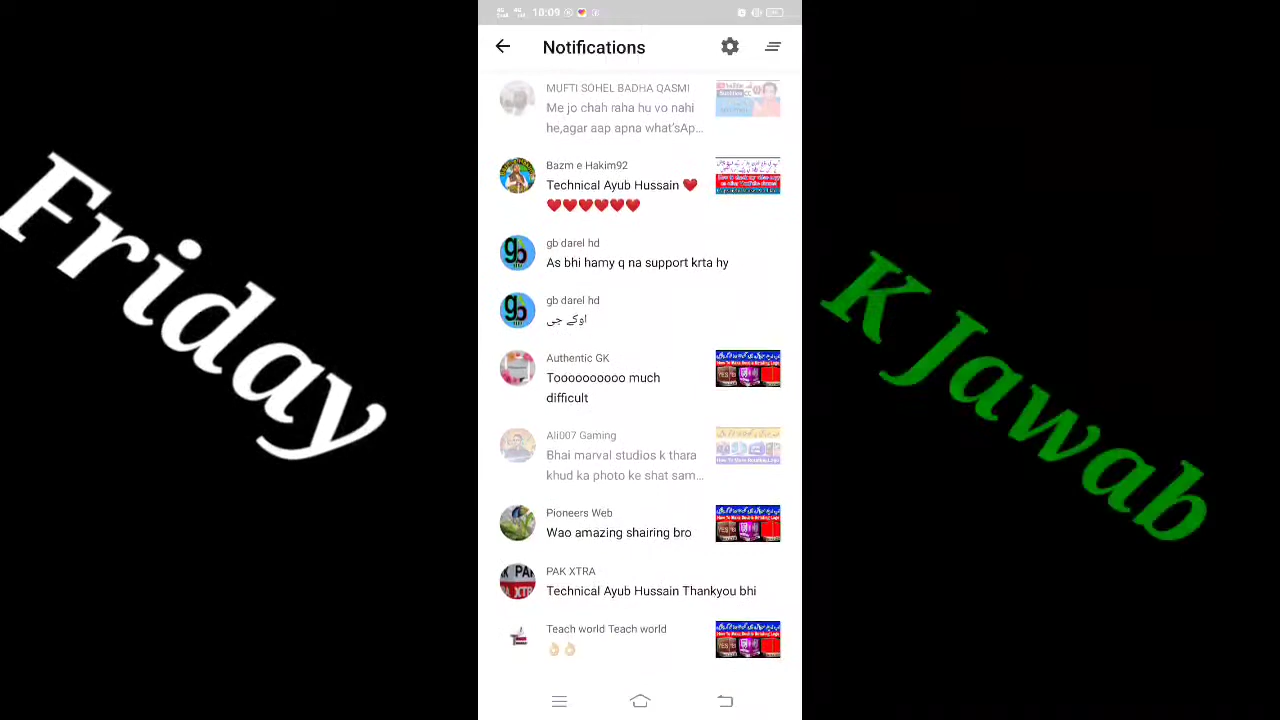 10:09
Notifications
MUFTI SOHEL BADHA QASMI
Me jo chah raha hu vo nahi
he,agar aap apna what'sAp…
Bazm e Hakim92
Technical Ayub Hussain ❤️
❤️❤️❤️❤️❤️❤️
gb darel hd
As bhi hamy q na support krta hy
gb darel hd
اوکے جی
Authentic GK
Toooooooooo much
difficult
Ali007 Gaming
Bhai marval studios k thara
khud ka photo ke shat sam…
Pioneers Web
Wao amazing shairing bro
PAK XTRA
Technical Ayub Hussain Thankyou bhi
Teach world Teach world
👌🏻👌🏻
Friday
K Jawab